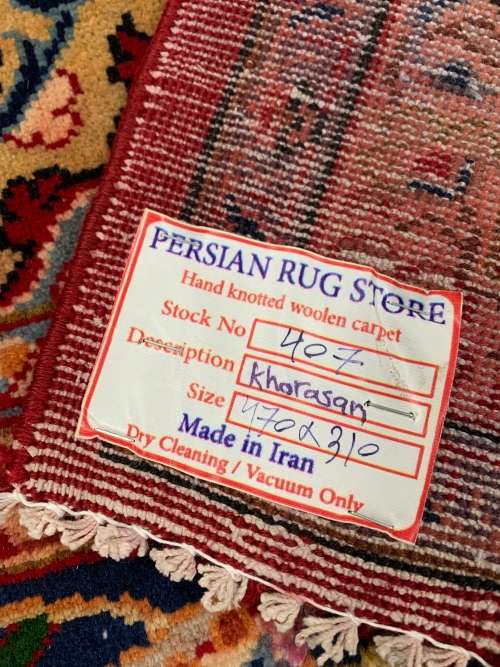 PERSIAN RUG STORE
Hand knotted woolen carpet
Stock No 407
Description Khorasan
Size 470 x 310
Made in Iran
Dry Cleaning / Vacuum Only